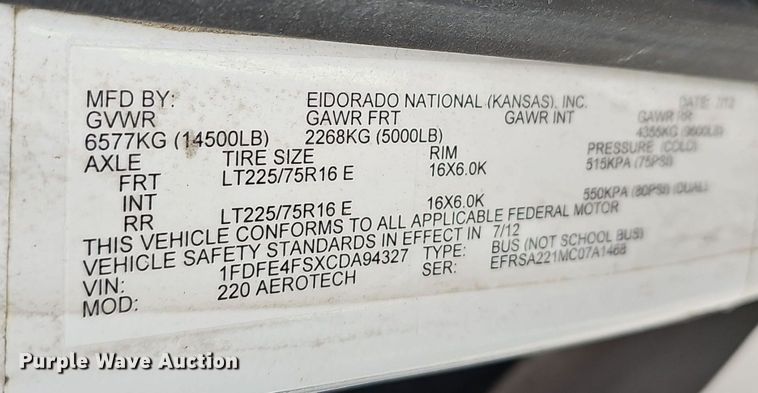 MFD BY: ElDORADO NATIONAL (KANSAS), INC. DATE: 7/12
GVWR GAWR FRT GAWR INT GAWR RR
6577KG (14500LB) 2268KG (5000LB) 4355KG (9600LB)
AXLE TIRE SIZE RIM PRESSURE (COLD)
FRT LT225/75R16 E 16X6.0K 515KPA (75PSI)
INT
RR LT225/75R16 E 16X6.0K 550KPA (80PSI) (DUAL)
THIS VEHICLE CONFORMS TO ALL APPLICABLE FEDERAL MOTOR
VEHICLE SAFETY STANDARDS IN EFFECT IN 7/12
VIN: 1FDFE4FSXCDA94327 TYPE: BUS (NOT SCHOOL BUS)
MOD: 220 AEROTECH SER: EFRSA221MC07A1468
Purple Wave Auction